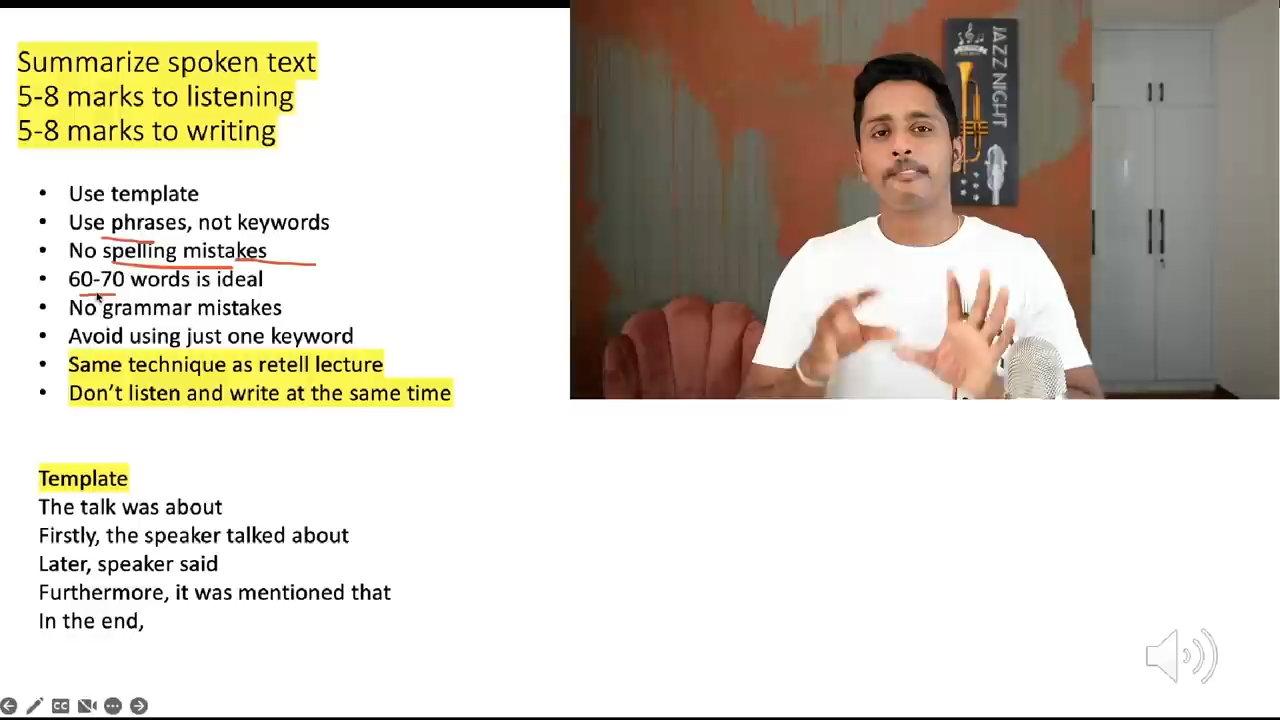 Summarize spoken text
5-8 marks to listening
5-8 marks to writing
• Use template
• Use phrases, not keywords
• No spelling mistakes
• 60-70 words is ideal
• No grammar mistakes
• Avoid using just one keyword
• Same technique as retell lecture
• Don’t listen and write at the same time
Template
The talk was about
Firstly, the speaker talked about
Later, speaker said
Furthermore, it was mentioned that
In the end,
JAZZ NIGHT
CC